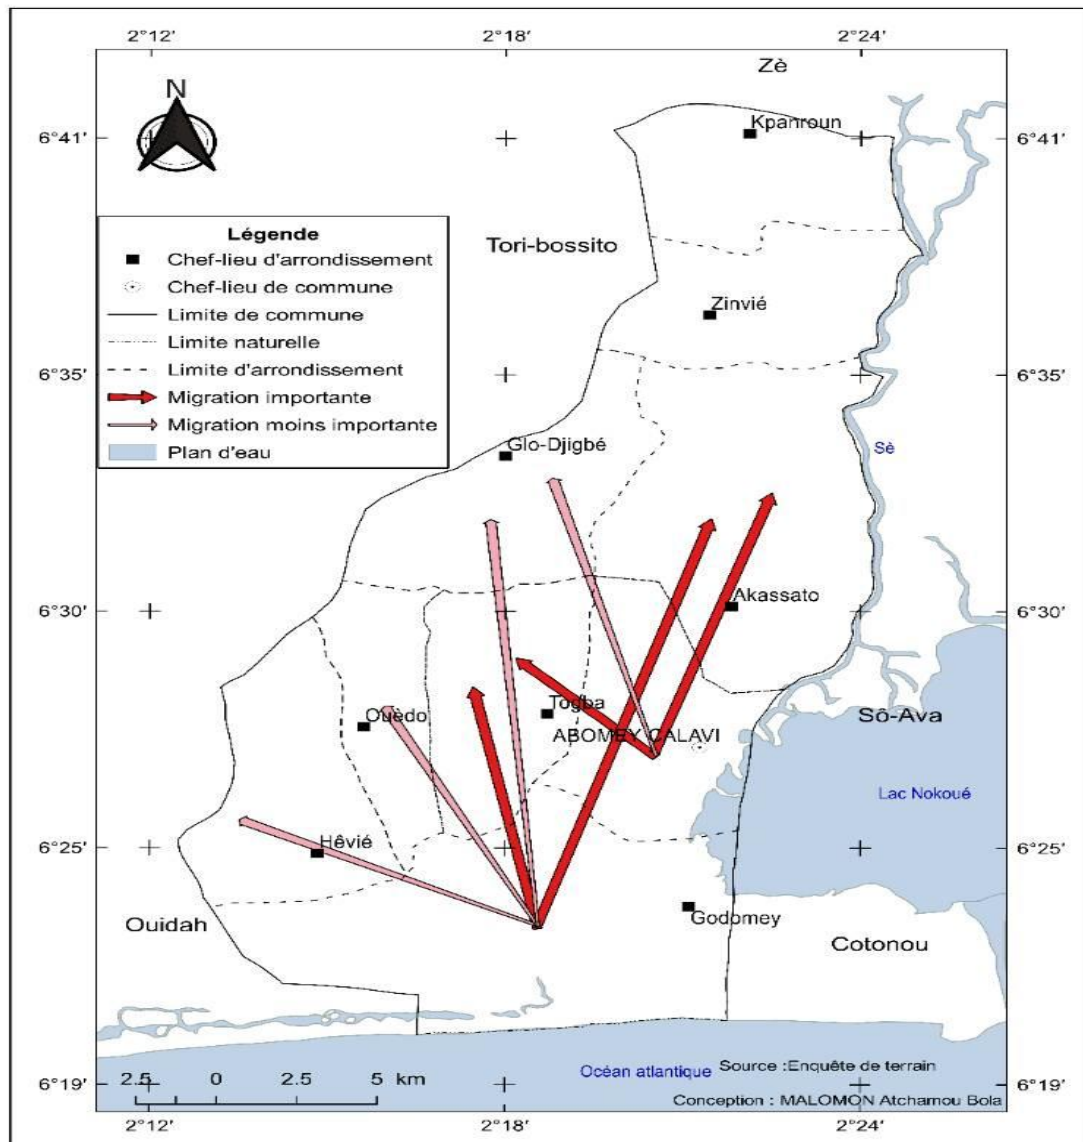 2°12′ 2°18′ 2°24′
Zè
N
6°41′ Kpanroun 6°41′
Légende
Chef-lieu d'arrondissement
Chef-lieu de commune
Limite de commune
Limite naturelle
Limite d'arrondissement
Migration importante
Migration moins importante
Plan d'eau
Tori-bossito
Zinvié
6°35′ 6°35′
Glo-Djigbé
Sè
6°30′ Akassato 6°30′
Ouèdo
Togba
Sô-Ava
ABOMEY CALAVI
Lac Nokoué
6°25′ Hêvié 6°25′
Ouidah
Godomey
Cotonou
Océan atlantique
Source :Enquête de terrain
6°19′ 2.5 0 2.5 5 km 6°19′
Conception : MALOMON Atchamou Bola
2°12′ 2°18′ 2°24′